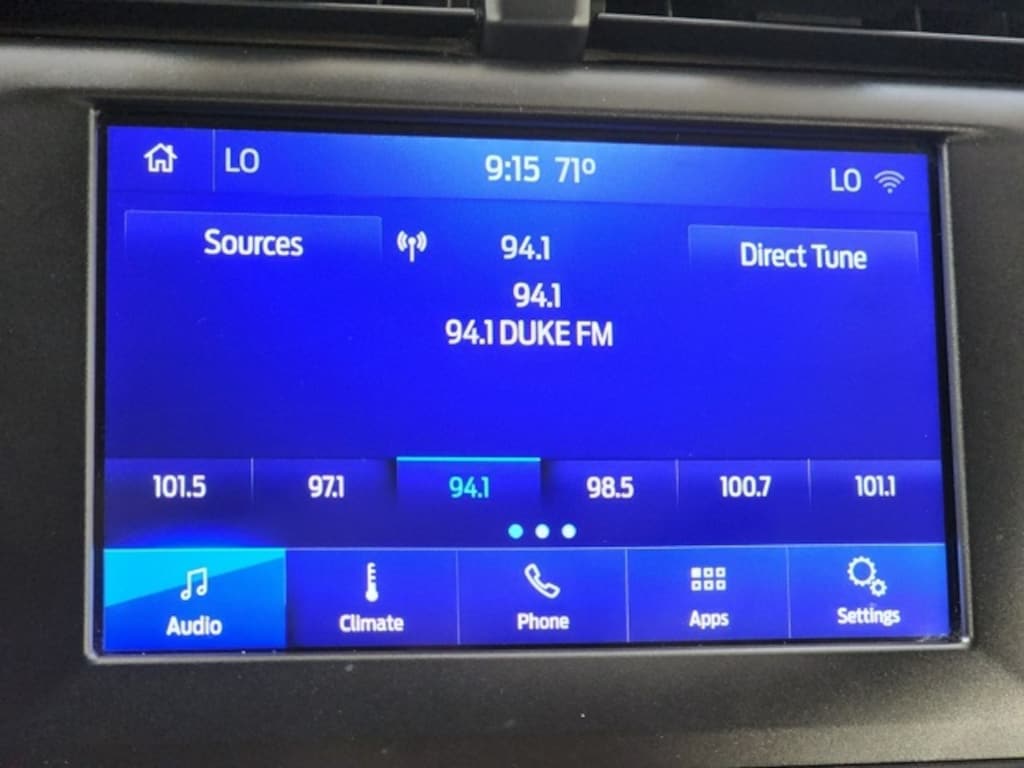 LO 9:15 71° LO
Sources 94.1 Direct Tune
94.1
94.1 DUKE FM
101.5 97.1 94.1 98.5 100.7 101.1
Audio Climate Phone Apps Settings